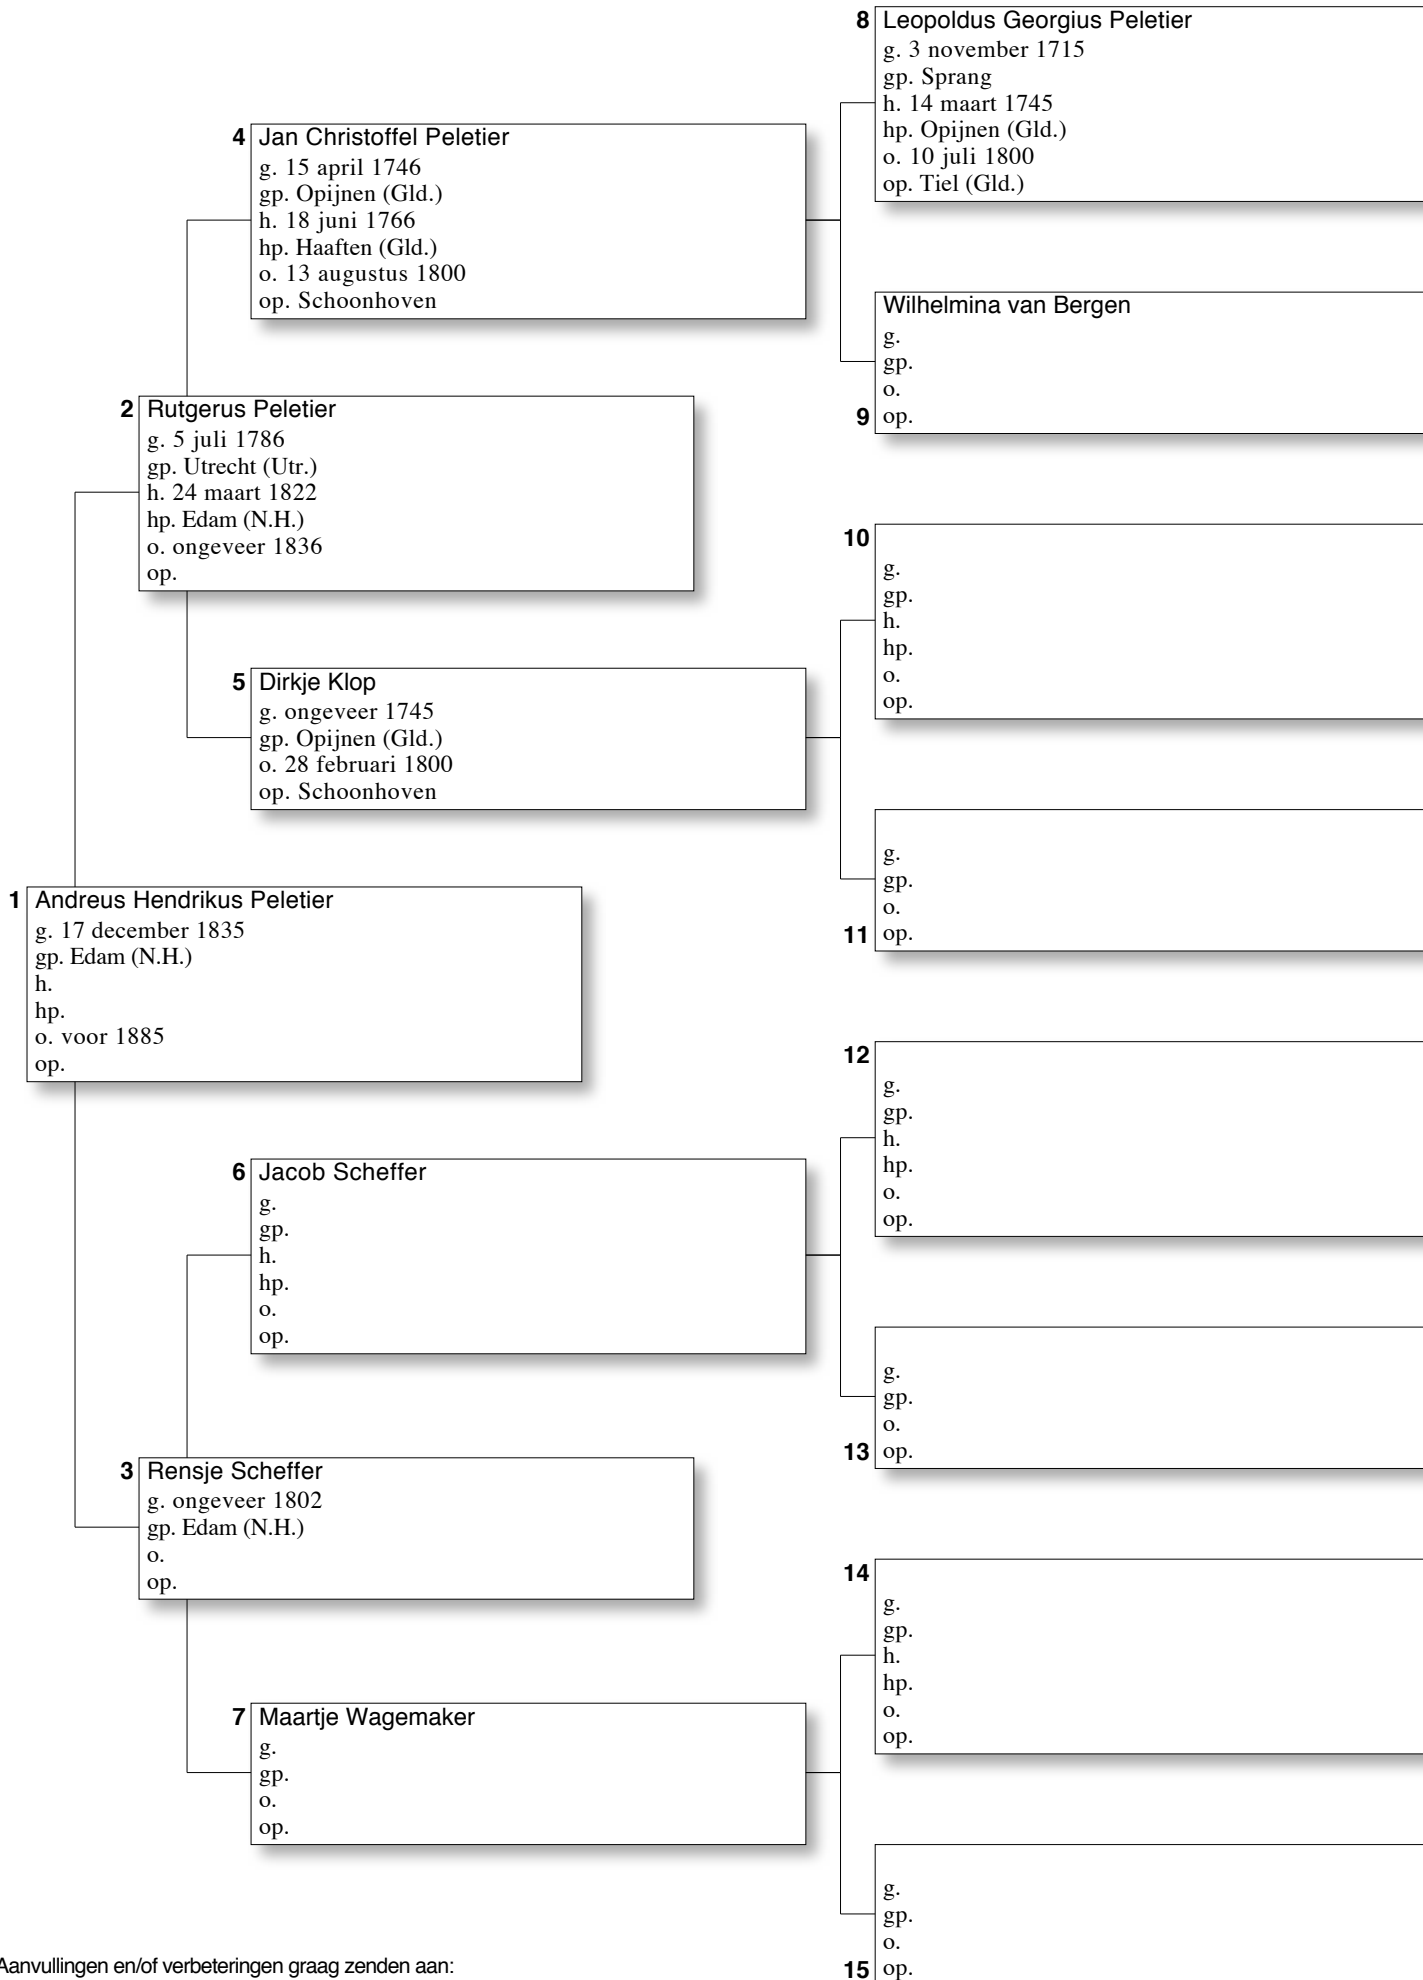 8 Leopoldus Georgius Peletier
g. 3 november 1715
gp. Sprang
h. 14 maart 1745
hp. Opijnen (Gld.)
o. 10 juli 1800
op. Tiel (Gld.)
4 Jan Christoffel Peletier
g. 15 april 1746
gp. Opijnen (Gld.)
h. 18 juni 1766
hp. Haaften (Gld.)
o. 13 augustus 1800
op. Schoonhoven
Wilhelmina van Bergen
g.
gp.
o.
9 op.
2 Rutgerus Peletier
g. 5 juli 1786
gp. Utrecht (Utr.)
h. 24 maart 1822
hp. Edam (N.H.)
o. ongeveer 1836
op.
10
g.
gp.
h.
hp.
o.
op.
5 Dirkje Klop
g. ongeveer 1745
gp. Opijnen (Gld.)
o. 28 februari 1800
op. Schoonhoven
g.
gp.
o.
11 op.
1 Andreus Hendrikus Peletier
g. 17 december 1835
gp. Edam (N.H.)
h.
hp.
o. voor 1885
op.
12
g.
gp.
h.
hp.
o.
op.
6 Jacob Scheffer
g.
gp.
h.
hp.
o.
op.
g.
gp.
o.
13 op.
3 Rensje Scheffer
g. ongeveer 1802
gp. Edam (N.H.)
o.
op.
14
g.
gp.
h.
hp.
o.
op.
7 Maartje Wagemaker
g.
gp.
o.
op.
g.
gp.
o.
15 op.
Aanvullingen en/of verbeteringen graag zenden aan: